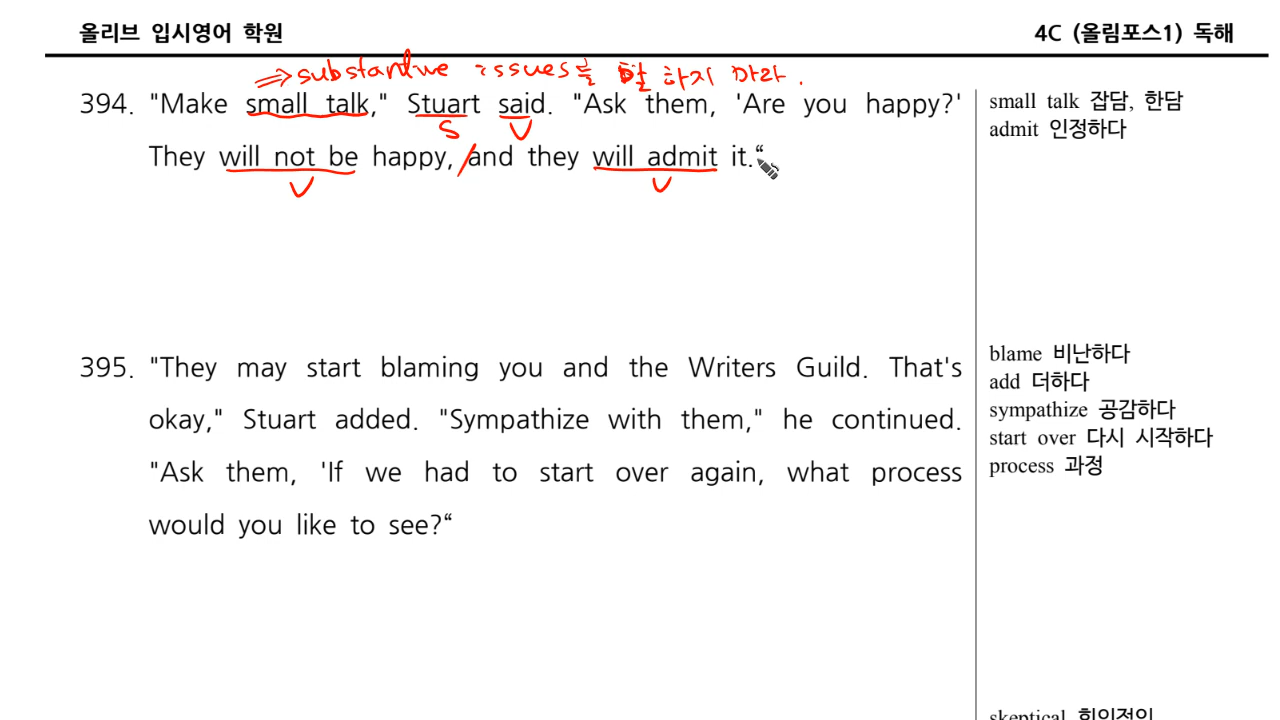 올리브 입시영어 학원
4C (올림포스1) 독해
⇒ substantive issues를 하지 마라.
394. "Make small talk," Stuart said. "Ask them, 'Are you happy?'
S
V
They will not be happy, / and they will admit it.“
V
V
small talk 잡담, 한담
admit 인정하다
395. "They may start blaming you and the Writers Guild. That's
okay," Stuart added. "Sympathize with them," he continued.
"Ask them, 'If we had to start over again, what process
would you like to see?“
blame 비난하다
add 더하다
sympathize 공감하다
start over 다시 시작하다
process 과정
skeptical 회의적인